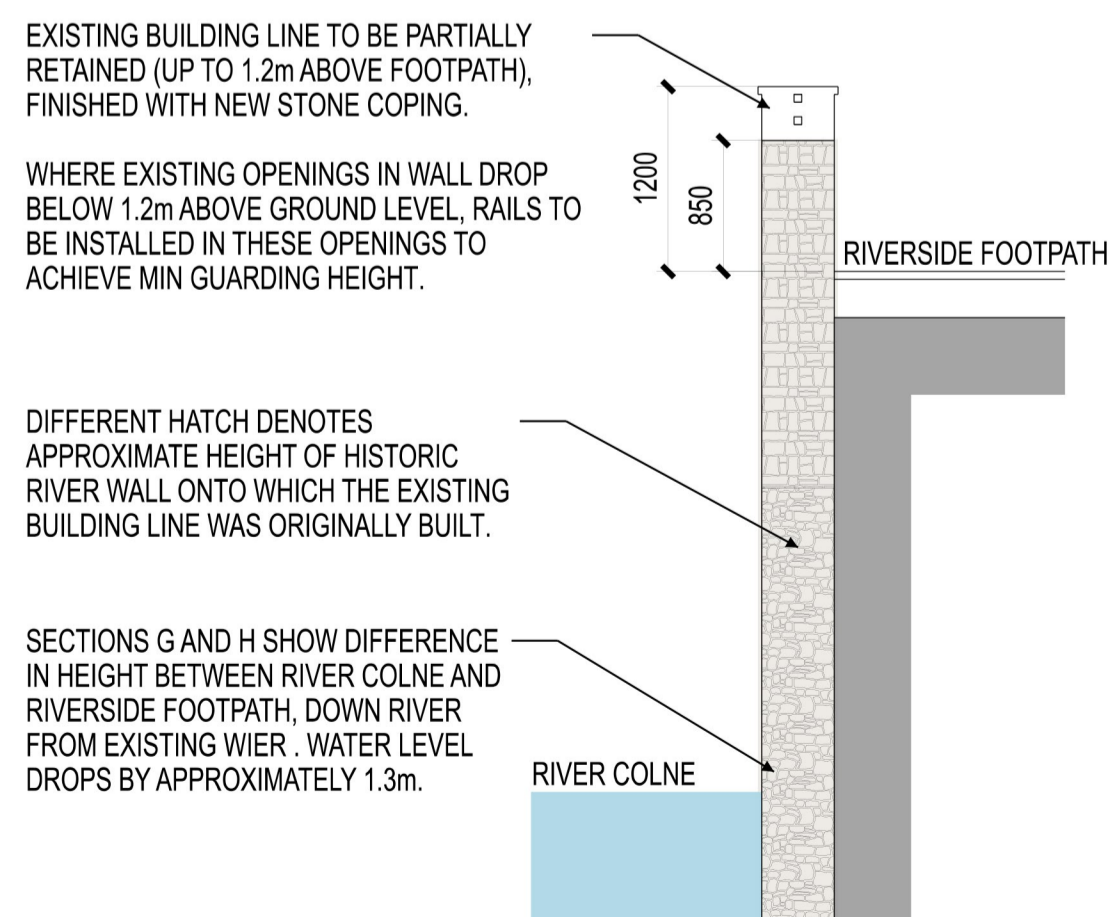 EXISTING BUILDING LINE TO BE PARTIALLY
RETAINED (UP TO 1.2m ABOVE FOOTPATH),
FINISHED WITH NEW STONE COPING.
WHERE EXISTING OPENINGS IN WALL DROP
BELOW 1.2m ABOVE GROUND LEVEL, RAILS TO
BE INSTALLED IN THESE OPENINGS TO
ACHIEVE MIN GUARDING HEIGHT.
1200
850
RIVERSIDE FOOTPATH
DIFFERENT HATCH DENOTES
APPROXIMATE HEIGHT OF HISTORIC
RIVER WALL ONTO WHICH THE EXISTING
BUILDING LINE WAS ORIGINALLY BUILT.
SECTIONS G AND H SHOW DIFFERENCE
IN HEIGHT BETWEEN RIVER COLNE AND
RIVERSIDE FOOTPATH, DOWN RIVER
FROM EXISTING WIER . WATER LEVEL
DROPS BY APPROXIMATELY 1.3m.
RIVER COLNE